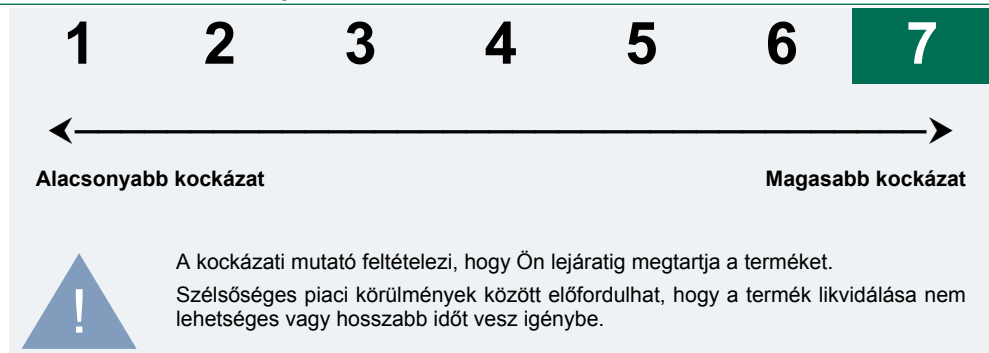 1 2 3 4 5 6 7
Alacsonyabb kockázat Magasabb kockázat
A kockázati mutató feltételezi, hogy Ön lejáratig megtartja a terméket.
Szélsőséges piaci körülmények között előfordulhat, hogy a termék likvidálása nem
lehetséges vagy hosszabb időt vesz igénybe.
!